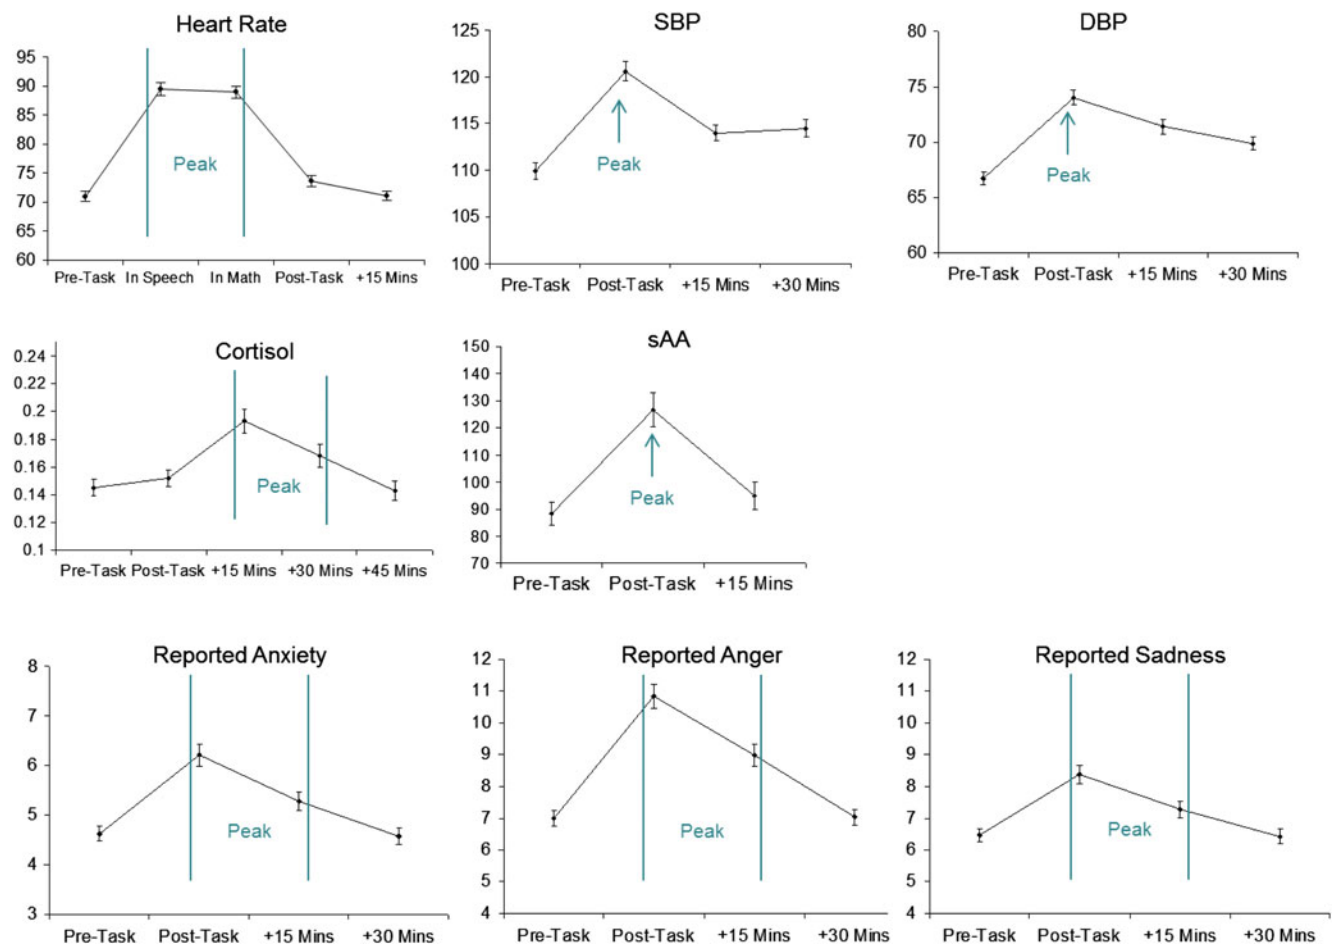 Heart Rate
95
90
85
80
75
70
65
60
Peak
Pre-Task In Speech In Math Post-Task +15 Mins
SBP
125
120
115
110
105
100
Peak
Pre-Task Post-Task +15 Mins +30 Mins
DBP
80
75
70
65
60
Peak
Pre-Task Post-Task +15 Mins +30 Mins
Cortisol
0.24
0.22
0.2
0.18
0.16
0.14
0.12
0.1
Peak
Pre-Task Post-Task +15 Mins +30 Mins +45 Mins
sAA
150
140
130
120
110
100
90
80
70
Peak
Pre-Task Post-Task +15 Mins
Reported Anxiety
8
7
6
5
4
3
Peak
Pre-Task Post-Task +15 Mins +30 Mins
Reported Anger
12
11
10
9
8
7
6
5
4
Peak
Pre-Task Post-Task +15 Mins +30 Mins
Reported Sadness
12
11
10
9
8
7
6
5
4
Peak
Pre-Task Post-Task +15 Mins +30 Mins